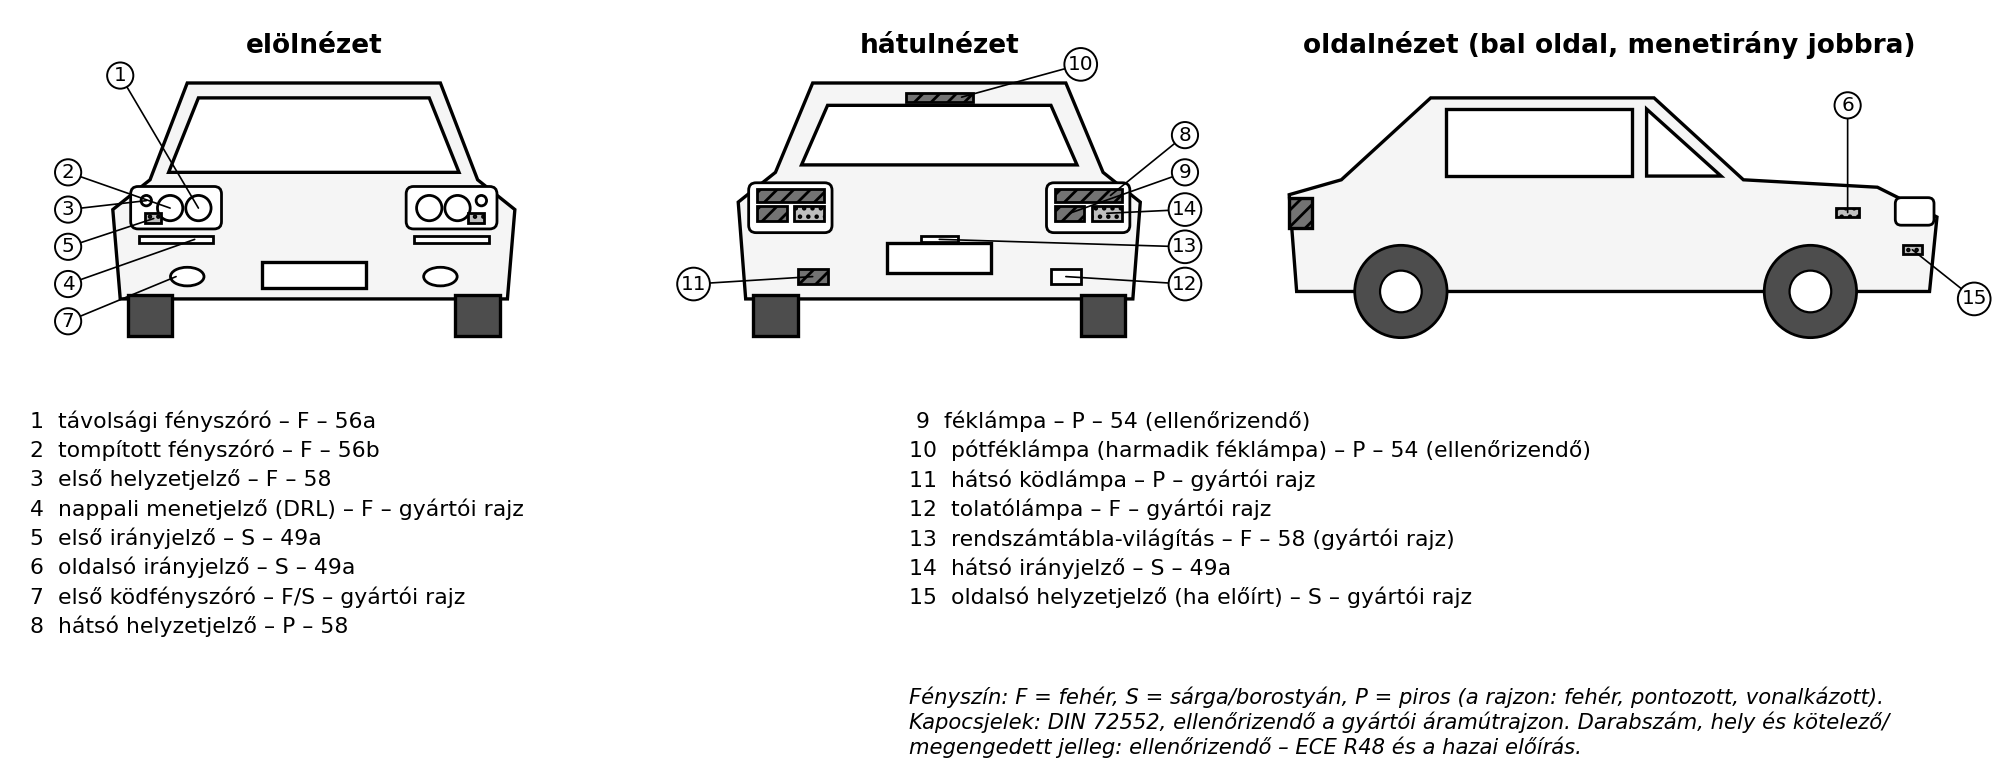 elölnézet
hátulnézet
oldalnézet (bal oldal, menetirány jobbra)
1
2
3
5
4
7
10
8
9
14
13
12
11
6
15
1 távolsági fényszóró – F – 56a
2 tompított fényszóró – F – 56b
3 első helyzetjelző – F – 58
4 nappali menetjelző (DRL) – F – gyártói rajz
5 első irányjelző – S – 49a
6 oldalsó irányjelző – S – 49a
7 első ködfényszóró – F/S – gyártói rajz
8 hátsó helyzetjelző – P – 58
9 féklámpa – P – 54 (ellenőrizendő)
10 pótféklámpa (harmadik féklámpa) – P – 54 (ellenőrizendő)
11 hátsó ködlámpa – P – gyártói rajz
12 tolatólámpa – F – gyártói rajz
13 rendszámtábla-világítás – F – 58 (gyártói rajz)
14 hátsó irányjelző – S – 49a
15 oldalsó helyzetjelző (ha előírt) – S – gyártói rajz
Fényszín: F = fehér, S = sárga/borostyán, P = piros (a rajzon: fehér, pontozott, vonalkázott).
Kapocsjelek: DIN 72552, ellenőrizendő a gyártói áramútrajzon. Darabszám, hely és kötelező/
megengedett jelleg: ellenőrizendő – ECE R48 és a hazai előírás.